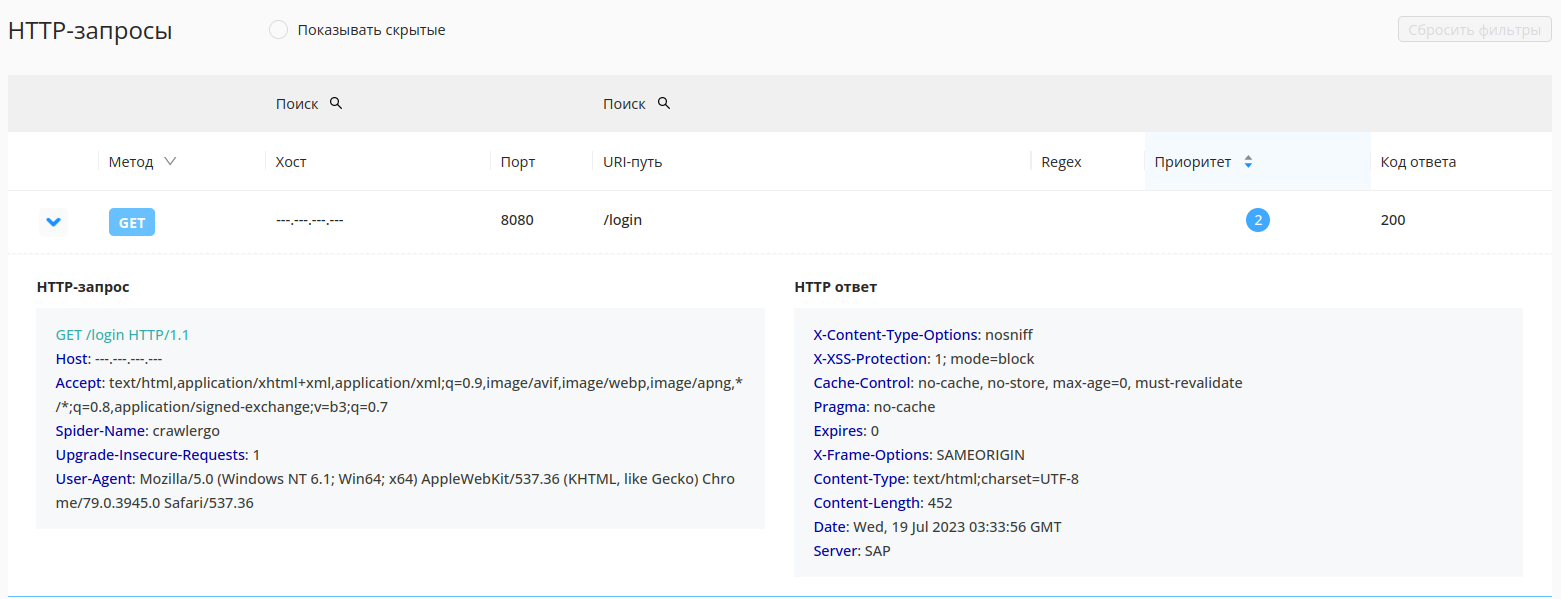 HTTP-запросы
Показывать скрытые
Сбросить фильтры
Поиск
Поиск
Метод
Хост
Порт
URI-путь
Regex
Приоритет
Код ответа
GET
---.---.---.---
8080
/login
2
200
HTTP-запрос
GET /login HTTP/1.1
Host: ---.---.---.---
Accept: text/html,application/xhtml+xml,application/xml;q=0.9,image/avif,image/webp,image/apng,*
/*;q=0.8,application/signed-exchange;v=b3;q=0.7
Spider-Name: crawlergo
Upgrade-Insecure-Requests: 1
User-Agent: Mozilla/5.0 (Windows NT 6.1; Win64; x64) AppleWebKit/537.36 (KHTML, like Gecko) Chro
me/79.0.3945.0 Safari/537.36
HTTP ответ
X-Content-Type-Options: nosniff
X-XSS-Protection: 1; mode=block
Cache-Control: no-cache, no-store, max-age=0, must-revalidate
Pragma: no-cache
Expires: 0
X-Frame-Options: SAMEORIGIN
Content-Type: text/html;charset=UTF-8
Content-Length: 452
Date: Wed, 19 Jul 2023 03:33:56 GMT
Server: SAP